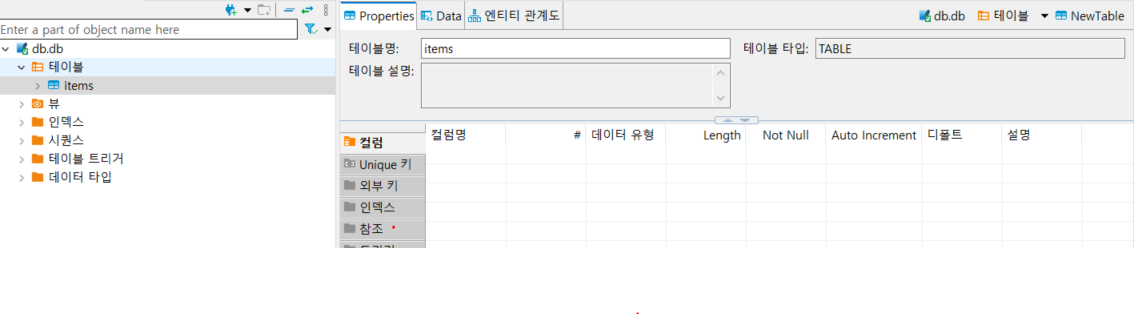 Enter a part of object name here
db.db
테이블
items
뷰
인덱스
시퀀스
테이블 트리거
데이터 타입
Properties Data 엔티티 관계도 db.db 테이블 NewTable
테이블명: items 테이블 타입: TABLE
테이블 설명:
컬럼
Unique 키
외부 키
인덱스
참조
컬럼명 # 데이터 유형 Length Not Null Auto Increment 디폴트 설명